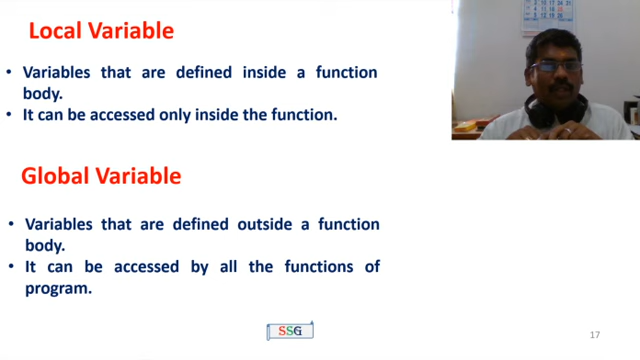 Local Variable
• Variables that are defined inside a function
body.
• It can be accessed only inside the function.
Global Variable
• Variables that are defined outside a function
body.
• It can be accessed by all the functions of
program.
SSG
17